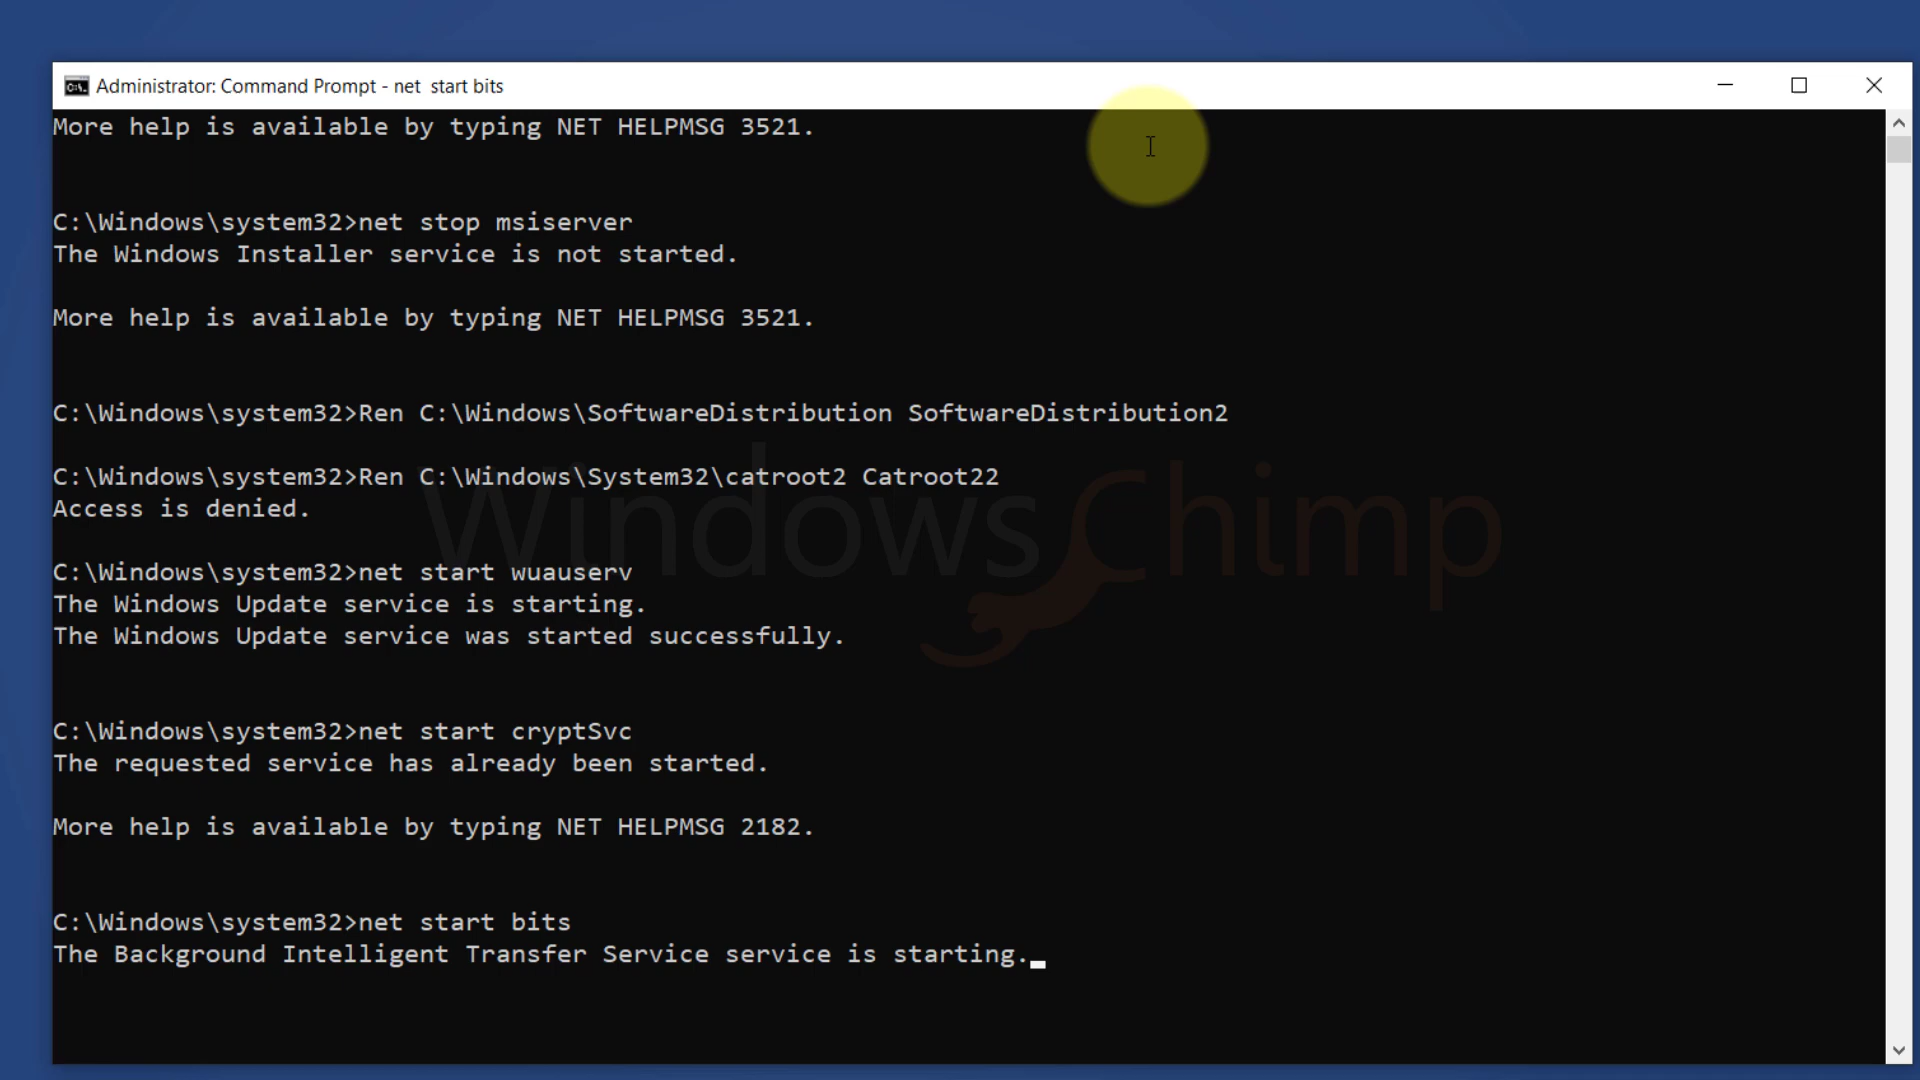 Administrator: Command Prompt - net  start bits
More help is available by typing NET HELPMSG 3521.
C:\Windows\system32>net stop msiserver
The Windows Installer service is not started.
More help is available by typing NET HELPMSG 3521.
C:\Windows\system32>Ren C:\Windows\SoftwareDistribution SoftwareDistribution2
C:\Windows\system32>Ren C:\Windows\System32\catroot2 Catroot22
Access is denied.
WindowsChimp
C:\Windows\system32>net start wuauserv
The Windows Update service is starting.
The Windows Update service was started successfully.
C:\Windows\system32>net start cryptSvc
The requested service has already been started.
More help is available by typing NET HELPMSG 2182.
C:\Windows\system32>net start bits
The Background Intelligent Transfer Service service is starting.